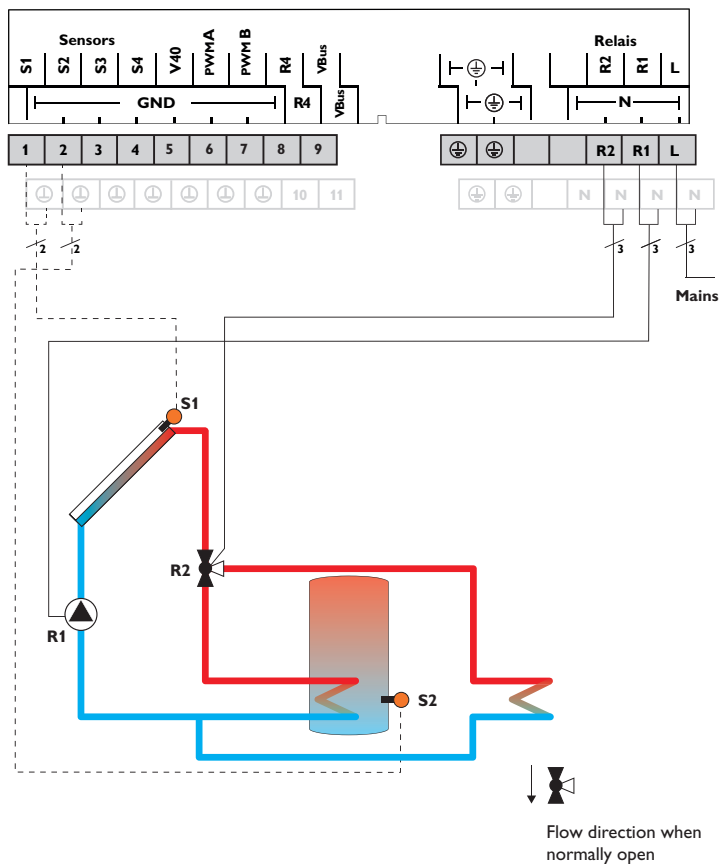 Sensors
Relais
S1 S2 S3 S4 V40 PWMA PWM B R4 VBus
R2 R1 L
GND R4 VBus
N
1 2 3 4 5 6 7 8 9
R2 R1 L
10 11
N N N N
2 2
3 3 3
Mains
S1
R2
R1
S2
Flow direction when
normally open